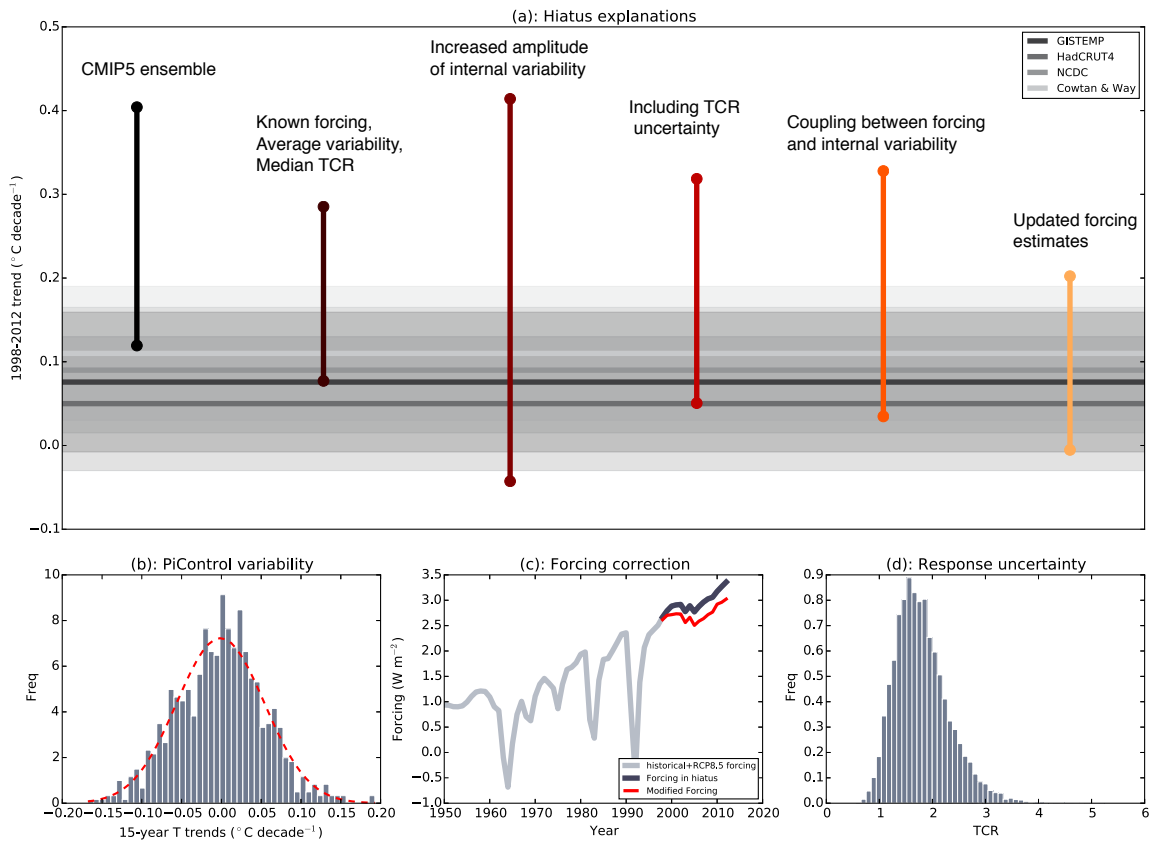 (a): Hiatus explanations
0.5
0.4
0.3
0.2
0.1
0.0
−0.1
1998-2012 trend (°C decade⁻¹)
CMIP5 ensemble
Known forcing,
Average variability,
Median TCR
Increased amplitude
of internal variability
Including TCR
uncertainty
Coupling between forcing
and internal variability
Updated forcing
estimates
GISTEMP
HadCRUT4
NCDC
Cowtan & Way
(b): PiControl variability
10
8
6
4
2
0
Freq
−0.20 −0.15 −0.10 −0.05 0.00 0.05 0.10 0.15 0.20
15-year T trends (°C decade⁻¹)
(c): Forcing correction
3.5
3.0
2.5
2.0
1.5
1.0
0.5
0.0
−0.5
−1.0
Forcing (W m⁻²)
historical+RCP8,5 forcing
Forcing in hiatus
Modified Forcing
1950 1960 1970 1980 1990 2000 2010 2020
Year
(d): Response uncertainty
0.9
0.8
0.7
0.6
0.5
0.4
0.3
0.2
0.1
0.0
Freq
0 1 2 3 4 5 6
TCR